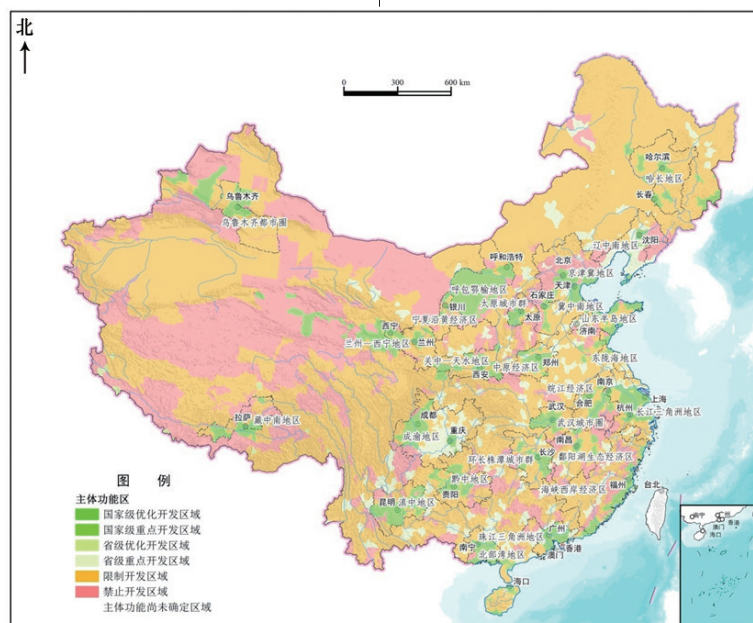 北
0 300 600 km
哈尔滨
哈长地区
长春
乌鲁木齐
乌鲁木齐都市圈
沈阳
辽中南地区
呼和浩特
北京
京津冀地区
天津
呼包鄂榆地区
石家庄
银川
太原城市群
冀中南地区
宁夏沿黄经济区
太原
山东半岛地区
西宁
济南
兰州—西宁地区
兰州
关中—天水地区
郑州
东陇海地区
中原经济区
西安
皖江经济区
南京
合肥
上海
武汉
杭州
长江三角洲地区
拉萨
藏中南地区
成都
重庆
武汉城市圈
成渝地区
南昌
环长株潭城市群
长沙
鄱阳湖生态经济区
黔中地区
贵阳
海峡西岸经济区
福州
台北
昆明
滇中地区
珠江三角洲地区
广州
南宁
北部湾地区
香港
澳门
海口
图 例
主体功能区
国家级优化开发区域
国家级重点开发区域
省级优化开发区域
省级重点开发区域
限制开发区域
禁止开发区域
主体功能尚未确定区域
南宁
广州
澳门
香港
海口